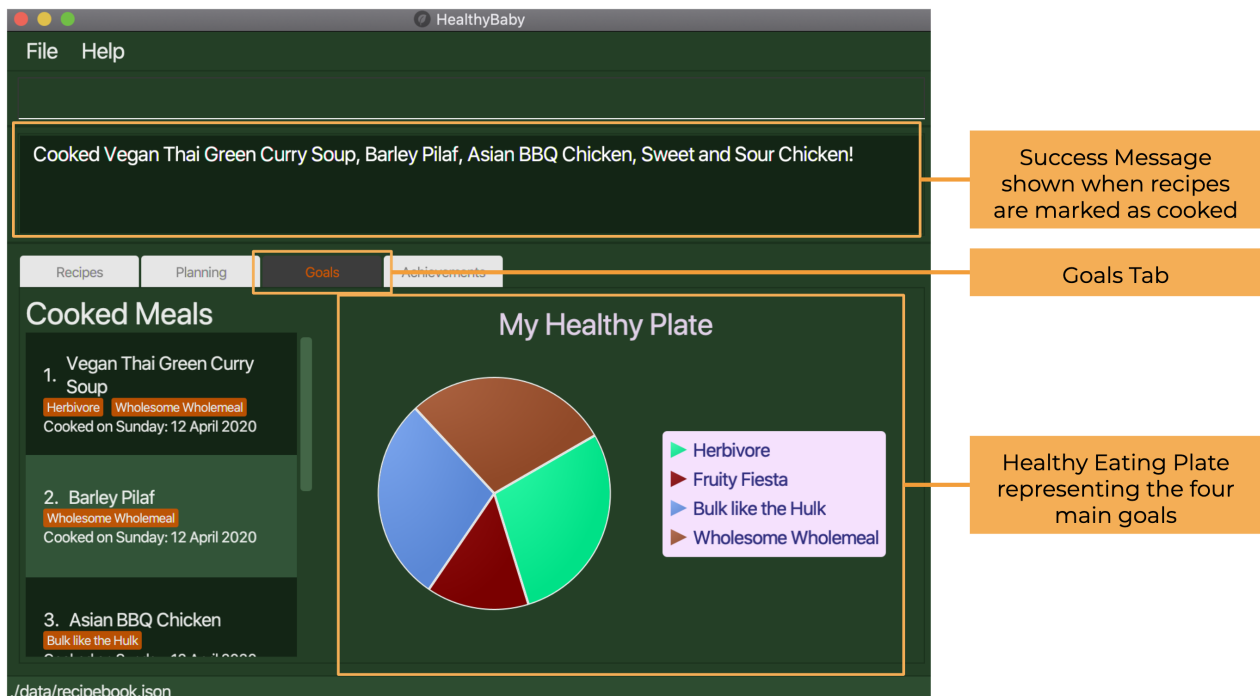 HealthyBaby
File Help
Cooked Vegan Thai Green Curry Soup, Barley Pilaf, Asian BBQ Chicken, Sweet and Sour Chicken!
Success Message
shown when recipes
are marked as cooked
Recipes Planning Goals Achievements
Goals Tab
Cooked Meals
1. Vegan Thai Green Curry
Soup
Herbivore Wholesome Wholemeal
Cooked on Sunday: 12 April 2020
2. Barley Pilaf
Wholesome Wholemeal
Cooked on Sunday: 12 April 2020
3. Asian BBQ Chicken
Bulk like the Hulk
My Healthy Plate
Herbivore
Fruity Fiesta
Bulk like the Hulk
Wholesome Wholemeal
Healthy Eating Plate
representing the four
main goals
./data/recipebook.json